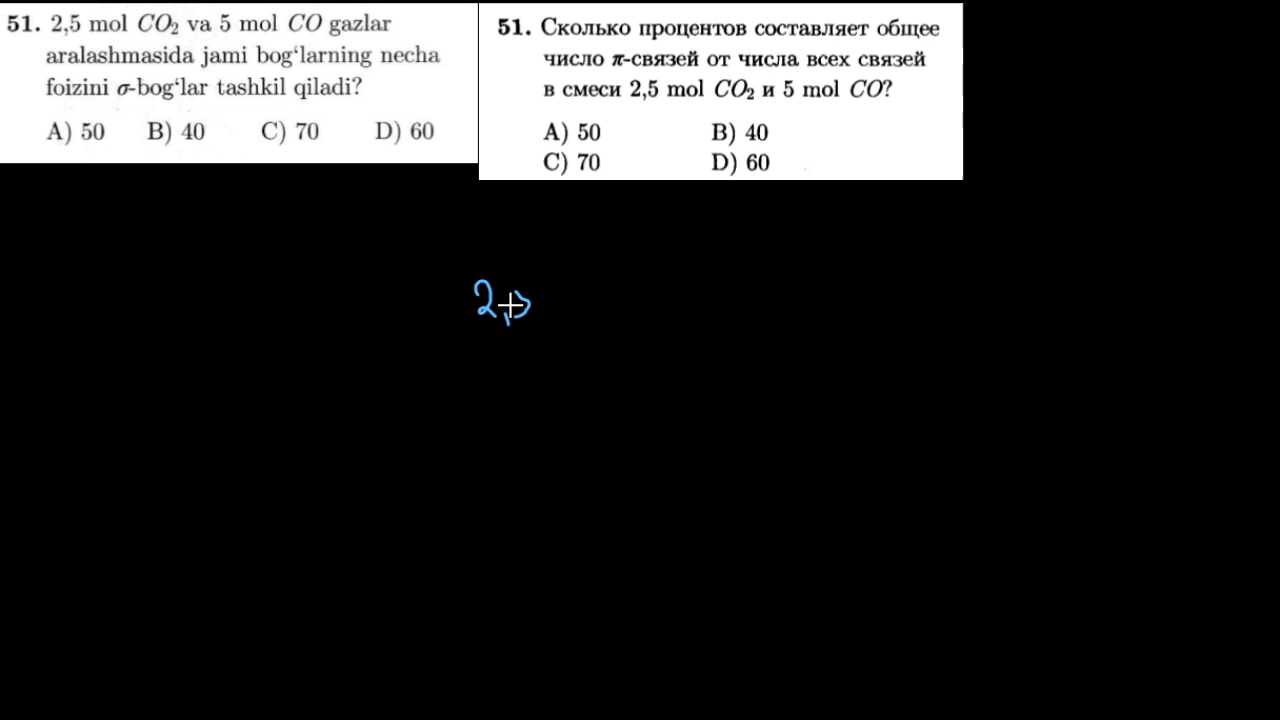 51. 2,5 mol CO₂ va 5 mol CO gazlar
aralashmasida jami bog‘larning necha
foizini σ-bog‘lar tashkil qiladi?
A) 50 B) 40 C) 70 D) 60
51. Сколько процентов составляет общее
число π-связей от числа всех связей
в смеси 2,5 mol CO₂ и 5 mol CO?
A) 50 B) 40
C) 70 D) 60